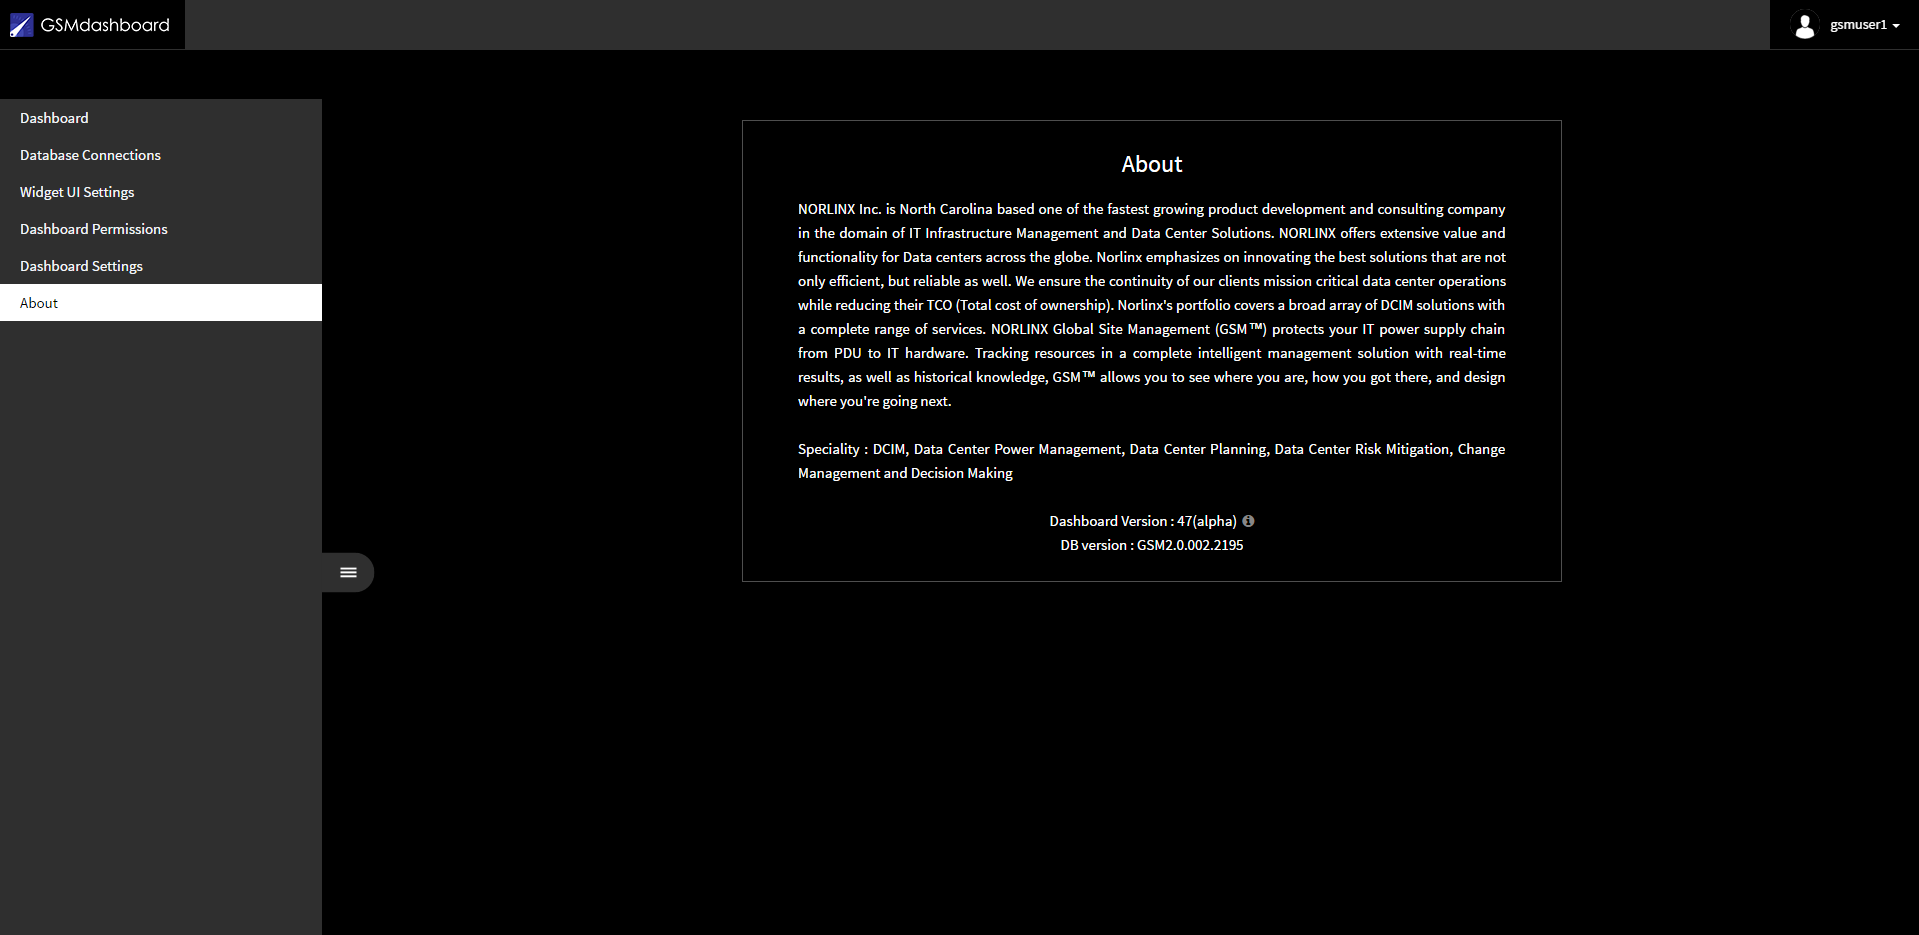 GSMdashboard
gsmuser1
Dashboard
Database Connections
Widget UI Settings
Dashboard Permissions
Dashboard Settings
About
About
NORLINX Inc. is North Carolina based one of the fastest growing product development and consulting company
in the domain of IT Infrastructure Management and Data Center Solutions. NORLINX offers extensive value and
functionality for Data centers across the globe. Norlinx emphasizes on innovating the best solutions that are not
only efficient, but reliable as well. We ensure the continuity of our clients mission critical data center operations
while reducing their TCO (Total cost of ownership). Norlinx's portfolio covers a broad array of DCIM solutions with
a complete range of services. NORLINX Global Site Management (GSM™) protects your IT power supply chain
from PDU to IT hardware. Tracking resources in a complete intelligent management solution with real-time
results, as well as historical knowledge, GSM™ allows you to see where you are, how you got there, and design
where you're going next.
Speciality : DCIM, Data Center Power Management, Data Center Planning, Data Center Risk Mitigation, Change
Management and Decision Making
Dashboard Version : 47(alpha)
DB version : GSM2.0.002.2195